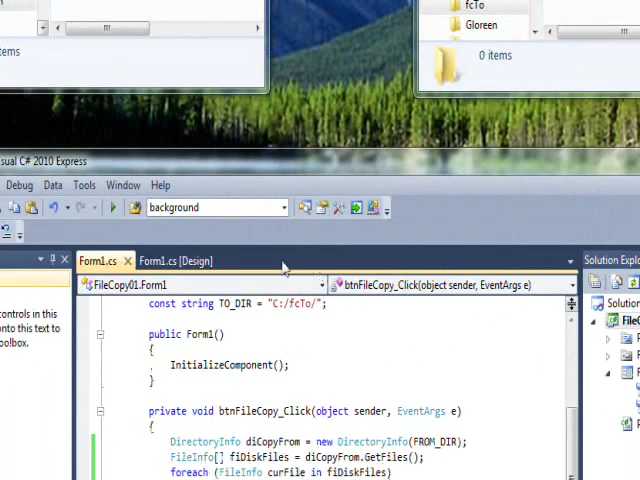 fcTo
Gloreen
items
0 items
sual C# 2010 Express
Debug Data Tools Window Help
background
Form1.cs Form1.cs [Design]
Solution Explo
FileCopy01.Form1 btnFileCopy_Click(object sender, EventArgs e)
const string TO_DIR = "C:/fcTo/";
Solution
FileC
ontrols in this
onto this text to
public Form1()
{
InitializeComponent();
}
private void btnFileCopy_Click(object sender, EventArgs e)
{
DirectoryInfo diCopyFrom = new DirectoryInfo(FROM_DIR);
FileInfo[] fiDiskFiles = diCopyFrom.GetFiles();
foreach (FileInfo curFile in fiDiskFiles)